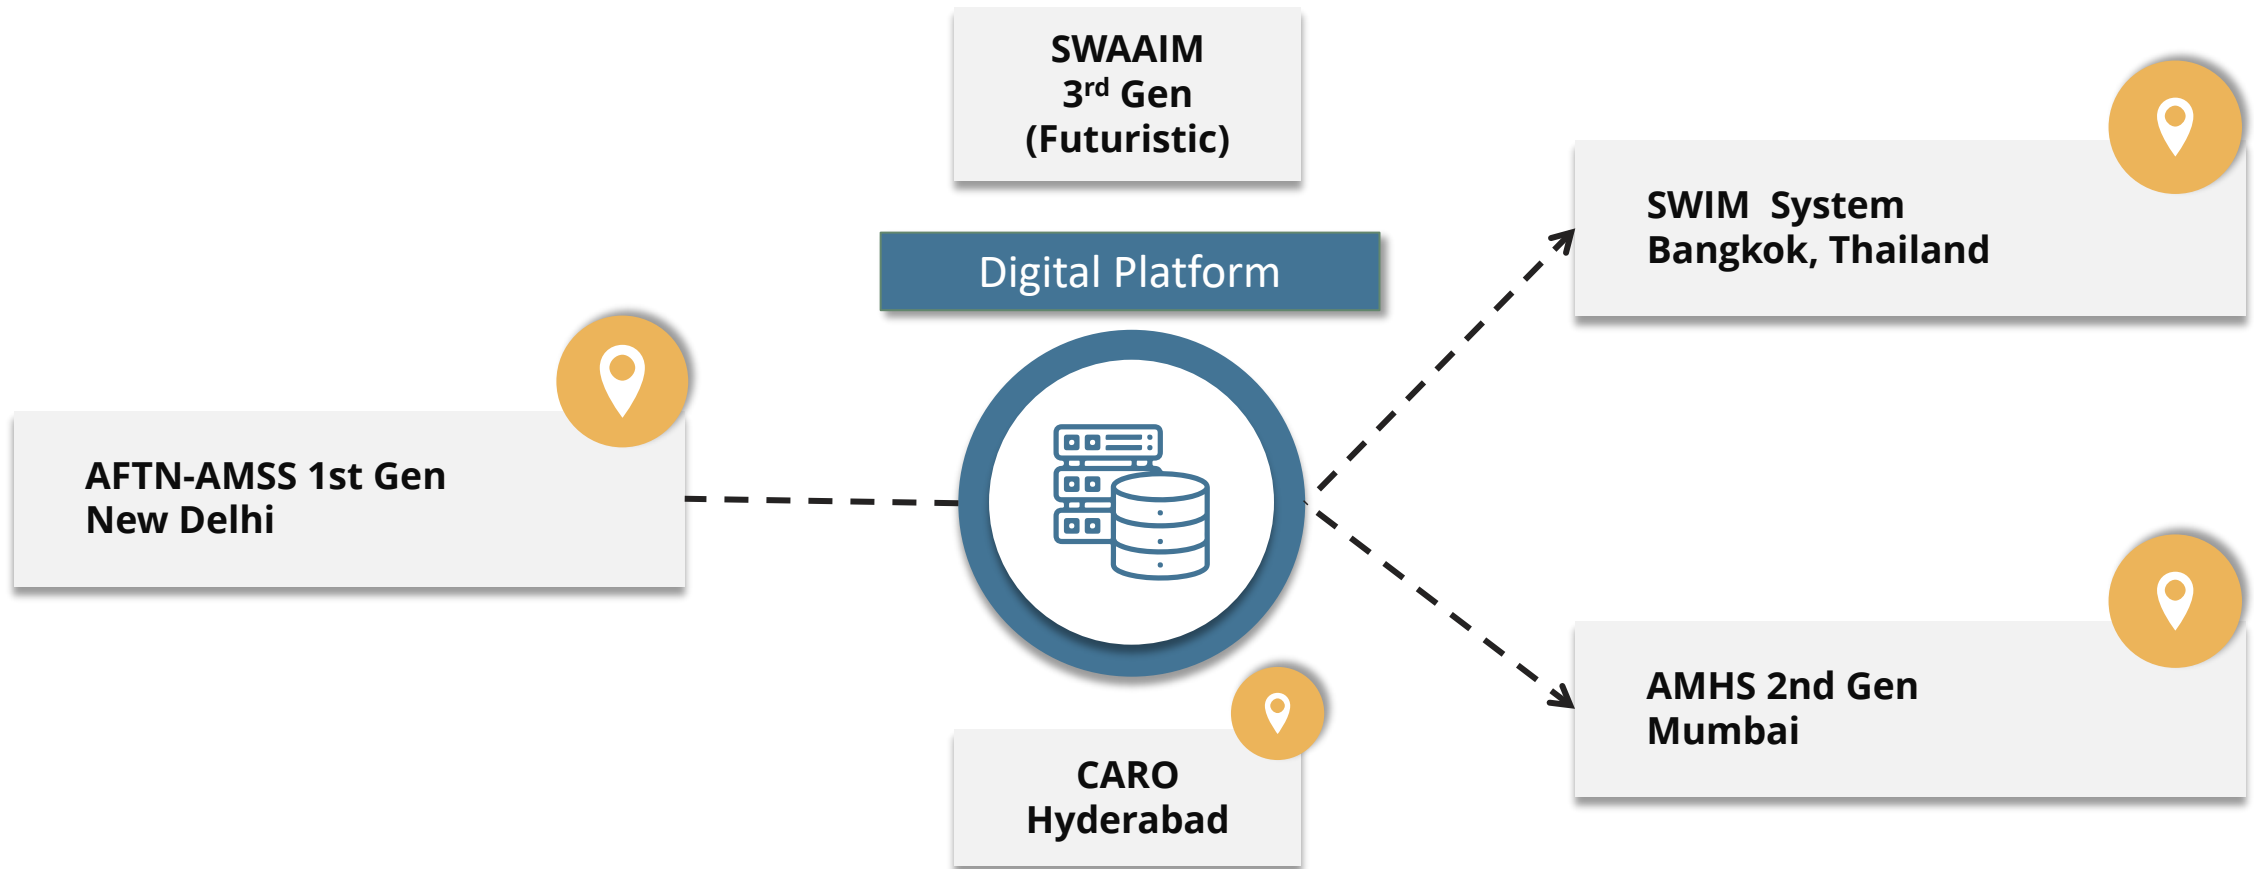 SWAAIM
3rd Gen
(Futuristic)
Digital Platform
SWIM  System
Bangkok, Thailand
AFTN-AMSS 1st Gen
New Delhi
AMHS 2nd Gen
Mumbai
CARO
Hyderabad